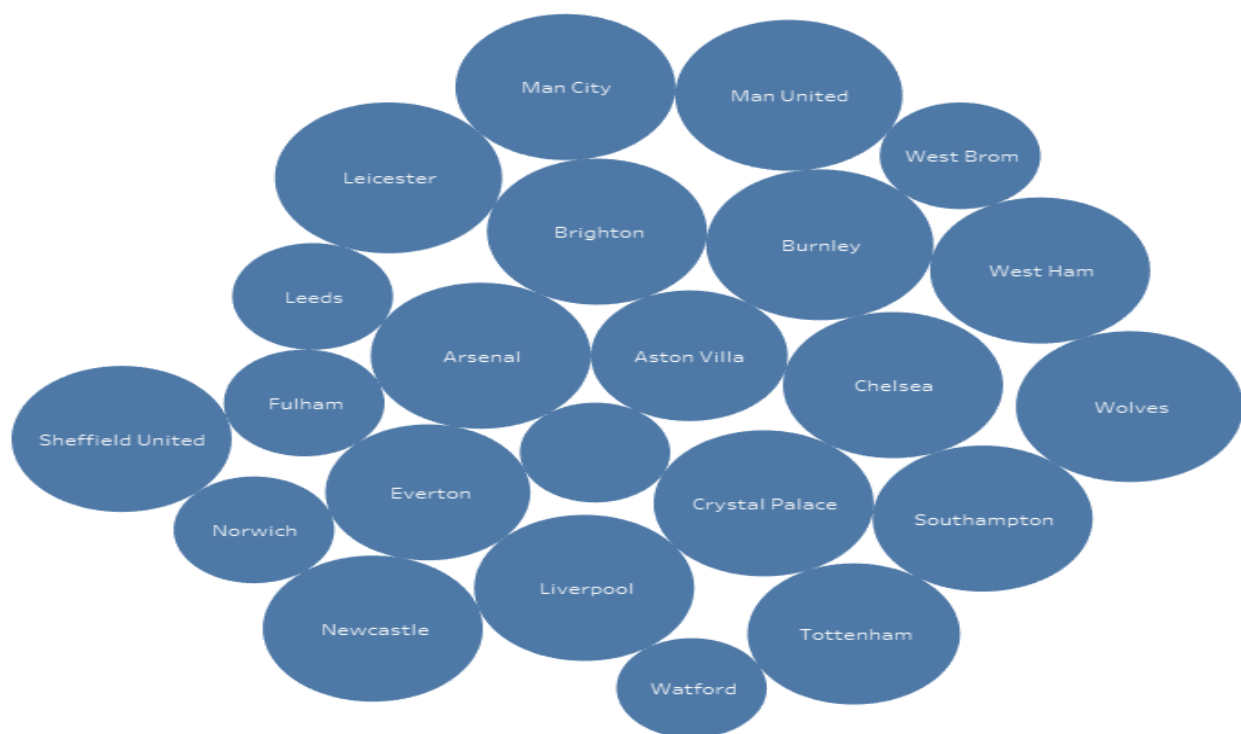 Man City
Man United
West Brom
Leicester
Brighton
Burnley
West Ham
Leeds
Arsenal
Aston Villa
Chelsea
Fulham
Wolves
Sheffield United
Everton
Crystal Palace
Southampton
Norwich
Liverpool
Newcastle
Tottenham
Watford